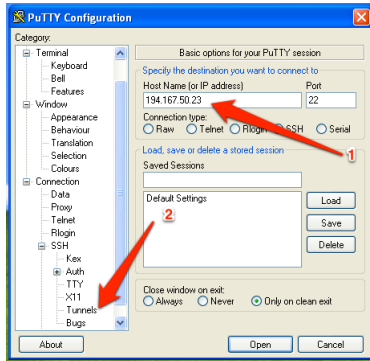 PuTTY Configuration
Category:
Terminal
Keyboard
Bell
Features
Window
Appearance
Behaviour
Translation
Selection
Colours
Connection
Data
Proxy
Telnet
Rlogin
SSH
Kex
Auth
TTY
X11
Tunnels
Bugs
2
Basic options for your PuTTY session
Specify the destination you want to connect to
Host Name (or IP address) Port
194.167.50.23 22
Connection type:
Raw Telnet Rlogin SSH Serial
1
Load, save or delete a stored session
Saved Sessions
Default Settings
Load
Save
Delete
Close window on exit:
Always Never Only on clean exit
About Open Cancel